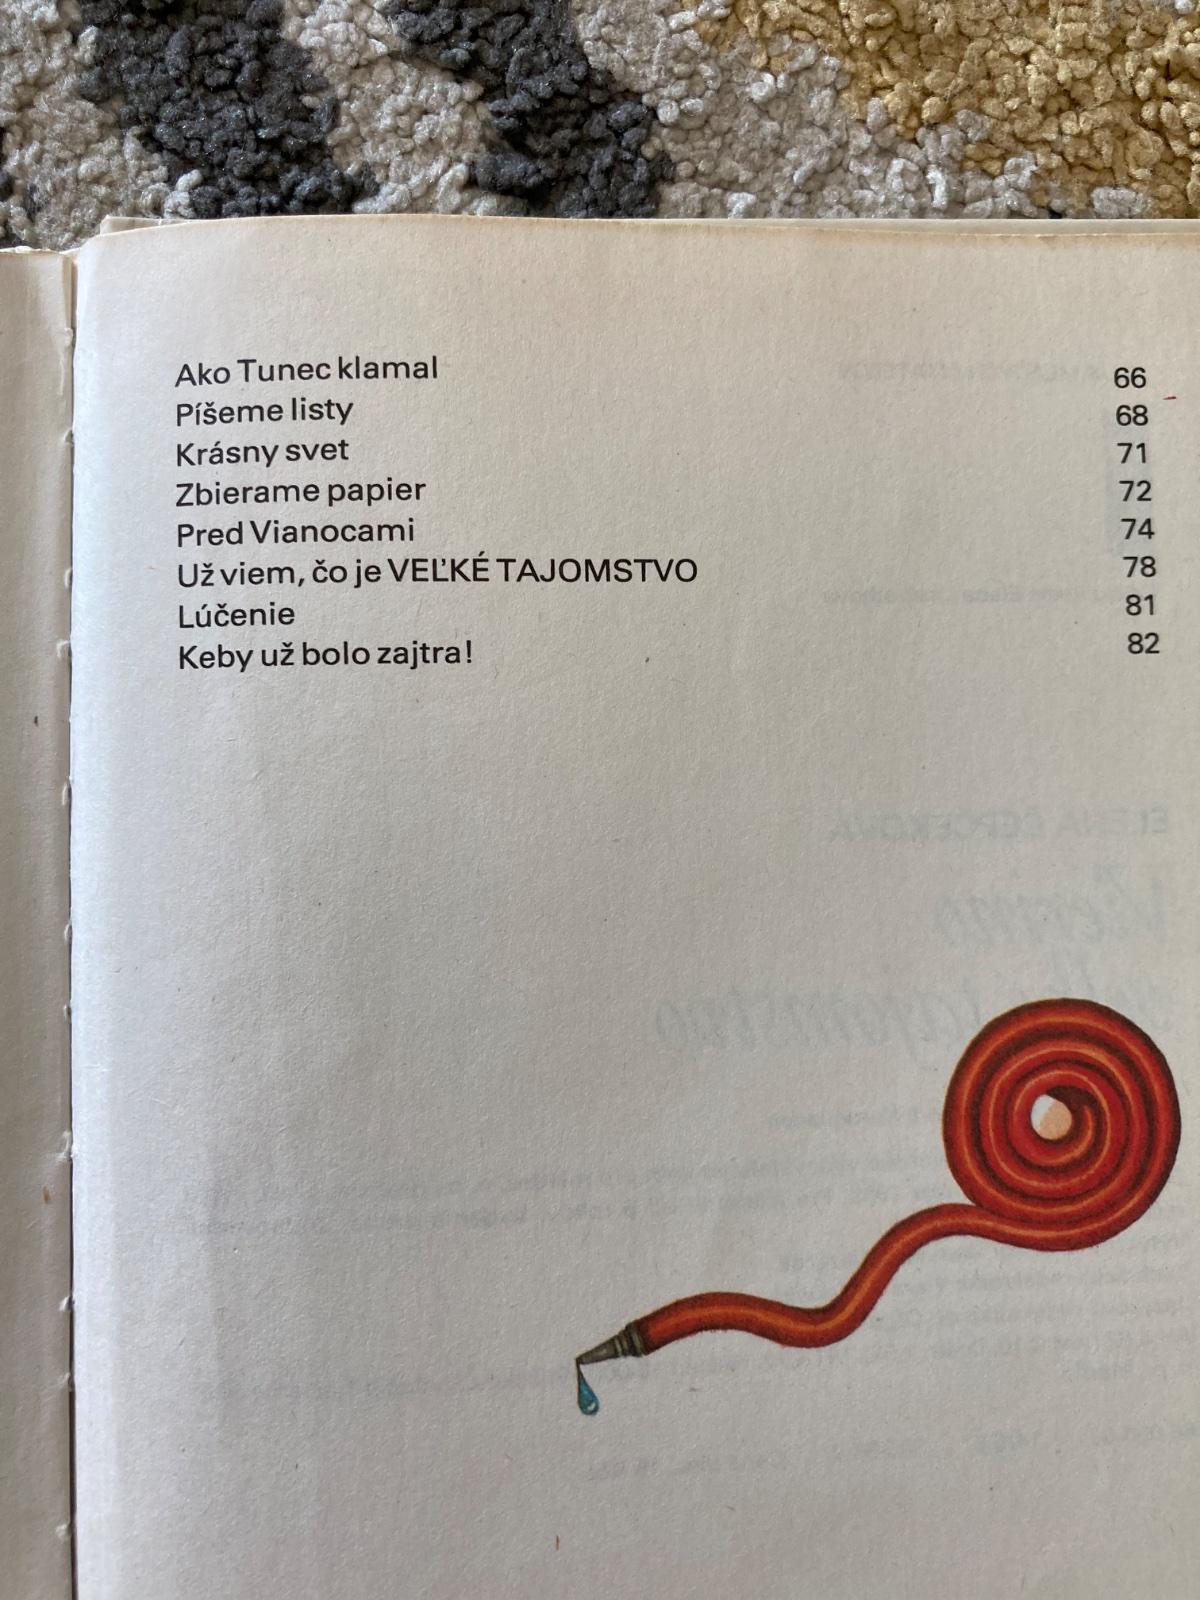 Ako Tunec klamal 66
Píšeme listy 68
Krásny svet 71
Zbierame papier 72
Pred Vianocami 74
Už viem, čo je VEĽKÉ TAJOMSTVO 78
Lúčenie 81
Keby už bolo zajtra! 82